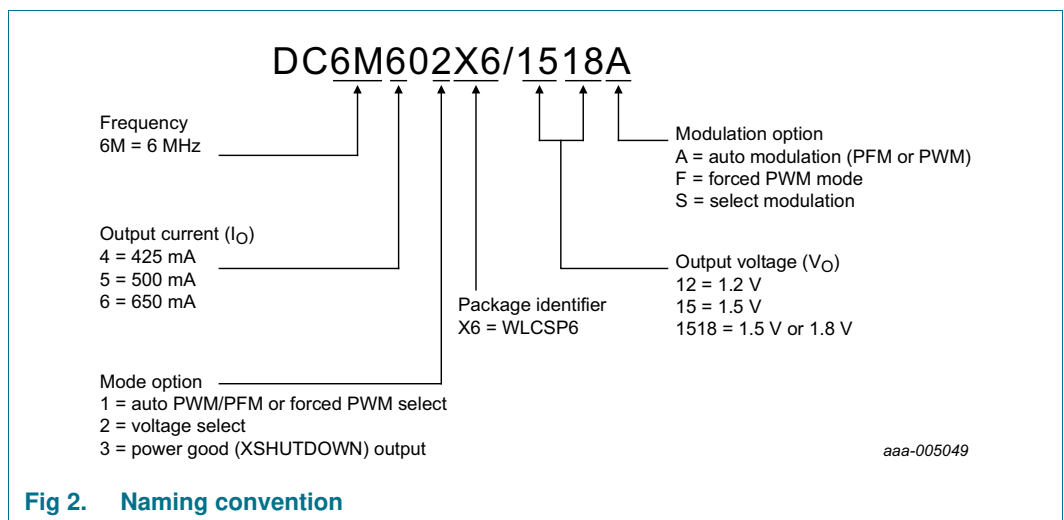 DC6M602X6/1518A
Frequency
6M = 6 MHz
Output current (IO)
4 = 425 mA
5 = 500 mA
6 = 650 mA
Mode option
1 = auto PWM/PFM or forced PWM select
2 = voltage select
3 = power good (XSHUTDOWN) output
Package identifier
X6 = WLCSP6
Modulation option
A = auto modulation (PFM or PWM)
F = forced PWM mode
S = select modulation
Output voltage (VO)
12 = 1.2 V
15 = 1.5 V
1518 = 1.5 V or 1.8 V
aaa-005049
Fig 2. Naming convention